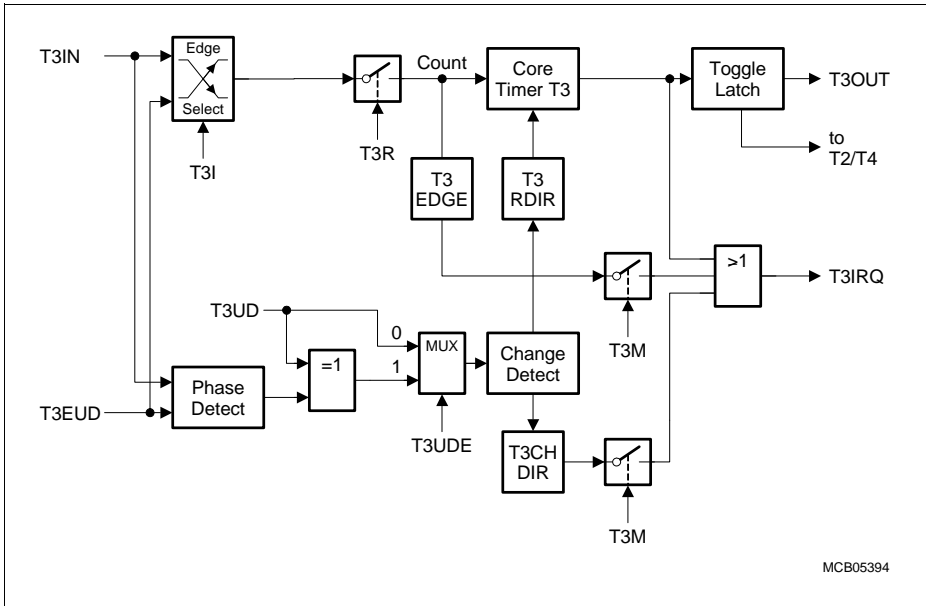 T3IN
Edge
Select
T3I
T3R
Count
Core
Timer T3
Toggle
Latch
T3OUT
to
T2/T4
T3
EDGE
T3
RDIR
≥1
T3IRQ
T3M
T3UD
0
1
MUX
=1
Change
Detect
Phase
Detect
T3EUD
T3UDE
T3CH
DIR
T3M
MCB05394